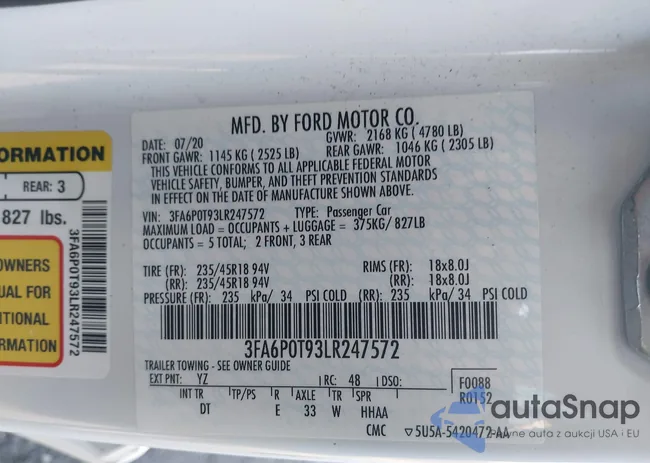 ORMATION
REAR: 3
827 lbs.
OWNERS
UAL FOR
ITIONAL
RMATION
3FA6P0T93LR247572
MFD. BY FORD MOTOR CO.
DATE: 07/20 GVWR: 2168 KG ( 4780 LB)
FRONT GAWR: 1145 KG ( 2525 LB) REAR GAWR: 1046 KG ( 2305 LB)
THIS VEHICLE CONFORMS TO ALL APPLICABLE FEDERAL MOTOR
VEHICLE SAFETY, BUMPER, AND THEFT PREVENTION STANDARDS
IN EFFECT ON THE DATE OF MANUFACTURE SHOWN ABOVE.
VIN: 3FA6P0T93LR247572 TYPE: Passenger Car
MAXIMUM LOAD = OCCUPANTS + LUGGAGE = 375KG/ 827LB
OCCUPANTS = 5 TOTAL; 2 FRONT, 3 REAR
TIRE (FR): 235/45R18 94V RIMS (FR): 18x8.0J
(RR): 235/45R18 94V (RR): 18x8.0J
PRESSURE (FR): 235 kPa/ 34 PSI COLD (RR): 235 kPa/ 34 PSI COLD
3FA6P0T93LR247572
TRAILER TOWING - SEE OWNER GUIDE
EXT PNT: YZ RC: 48 DSO: F0088
INT TR TP/PS R AXLE TR SPR R0152
DT E 33 W HHAA
CMC ▽5U5A-5420472-AA
autaSnap
Pewne auta z aukcji USA i EU